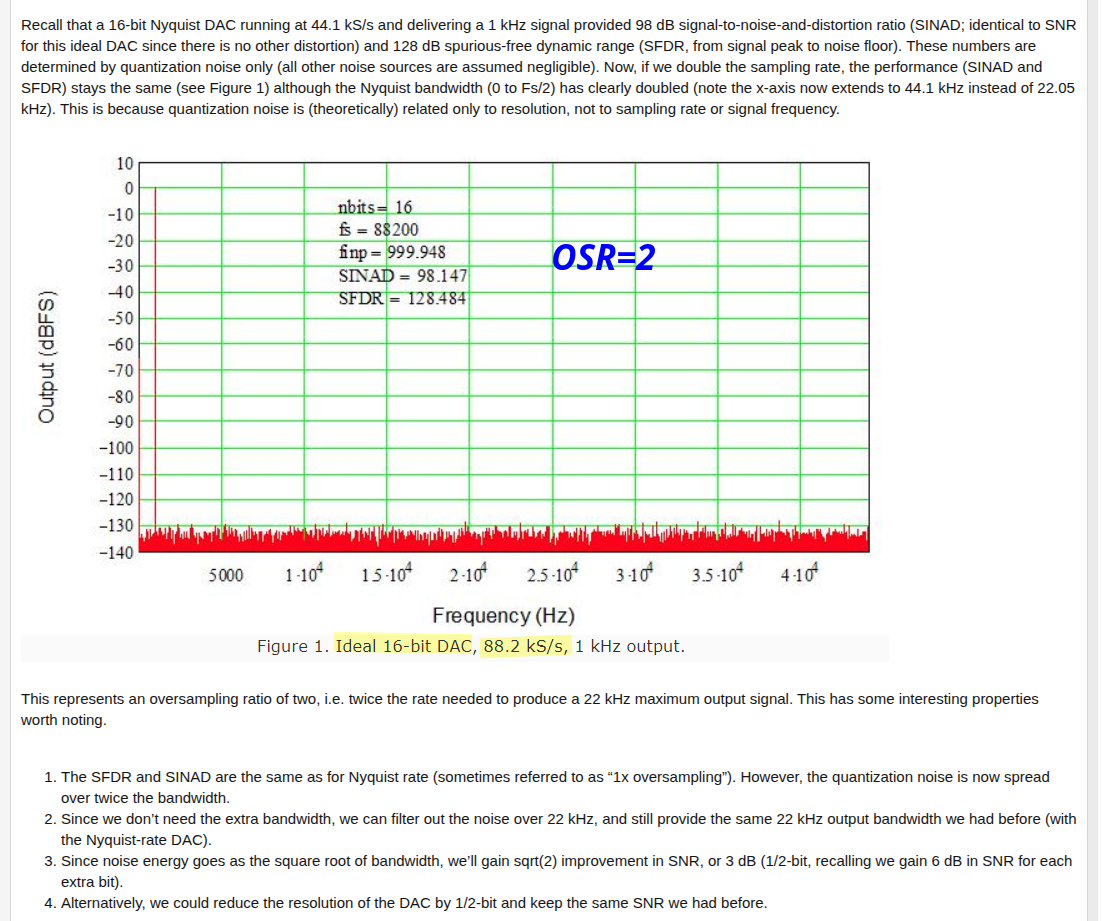 Recall that a 16-bit Nyquist DAC running at 44.1 kS/s and delivering a 1 kHz signal provided 98 dB signal-to-noise-and-distortion ratio (SINAD; identical to SNR
for this ideal DAC since there is no other distortion) and 128 dB spurious-free dynamic range (SFDR, from signal peak to noise floor). These numbers are
determined by quantization noise only (all other noise sources are assumed negligible). Now, if we double the sampling rate, the performance (SINAD and
SFDR) stays the same (see Figure 1) although the Nyquist bandwidth (0 to Fs/2) has clearly doubled (note the x-axis now extends to 44.1 kHz instead of 22.05
kHz). This is because quantization noise is (theoretically) related only to resolution, not to sampling rate or signal frequency.
10
0
−10
−20
−30
−40
−50
−60
−70
−80
−90
−100
−110
−120
−130
−140
Output (dBFS)
nbits = 16
fs = 88200
finp = 999.948
SINAD = 98.147
SFDR = 128.484
OSR=2
5000 1·10⁴ 1.5·10⁴ 2·10⁴ 2.5·10⁴ 3·10⁴ 3.5·10⁴ 4·10⁴
Frequency (Hz)
Figure 1. Ideal 16-bit DAC, 88.2 kS/s, 1 kHz output.
This represents an oversampling ratio of two, i.e. twice the rate needed to produce a 22 kHz maximum output signal. This has some interesting properties
worth noting.
1. The SFDR and SINAD are the same as for Nyquist rate (sometimes referred to as “1x oversampling”). However, the quantization noise is now spread
over twice the bandwidth.
2. Since we don’t need the extra bandwidth, we can filter out the noise over 22 kHz, and still provide the same 22 kHz output bandwidth we had before (with
the Nyquist-rate DAC).
3. Since noise energy goes as the square root of bandwidth, we’ll gain sqrt(2) improvement in SNR, or 3 dB (1/2-bit, recalling we gain 6 dB in SNR for each
extra bit).
4. Alternatively, we could reduce the resolution of the DAC by 1/2-bit and keep the same SNR we had before.